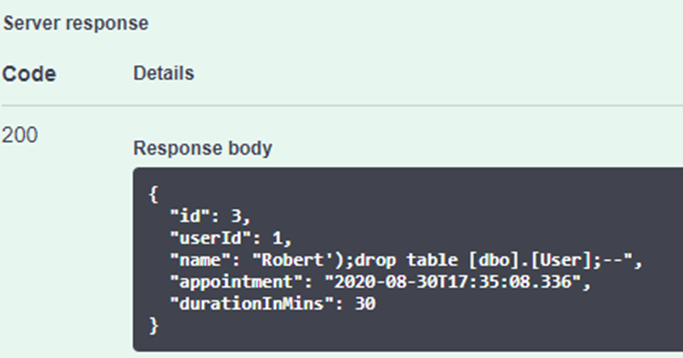 Server response
Code Details
200
Response body
{
"id": 3,
"userId": 1,
"name": "Robert');drop table [dbo].[User];--",
"appointment": "2020-08-30T17:35:08.336",
"durationInMins": 30
}